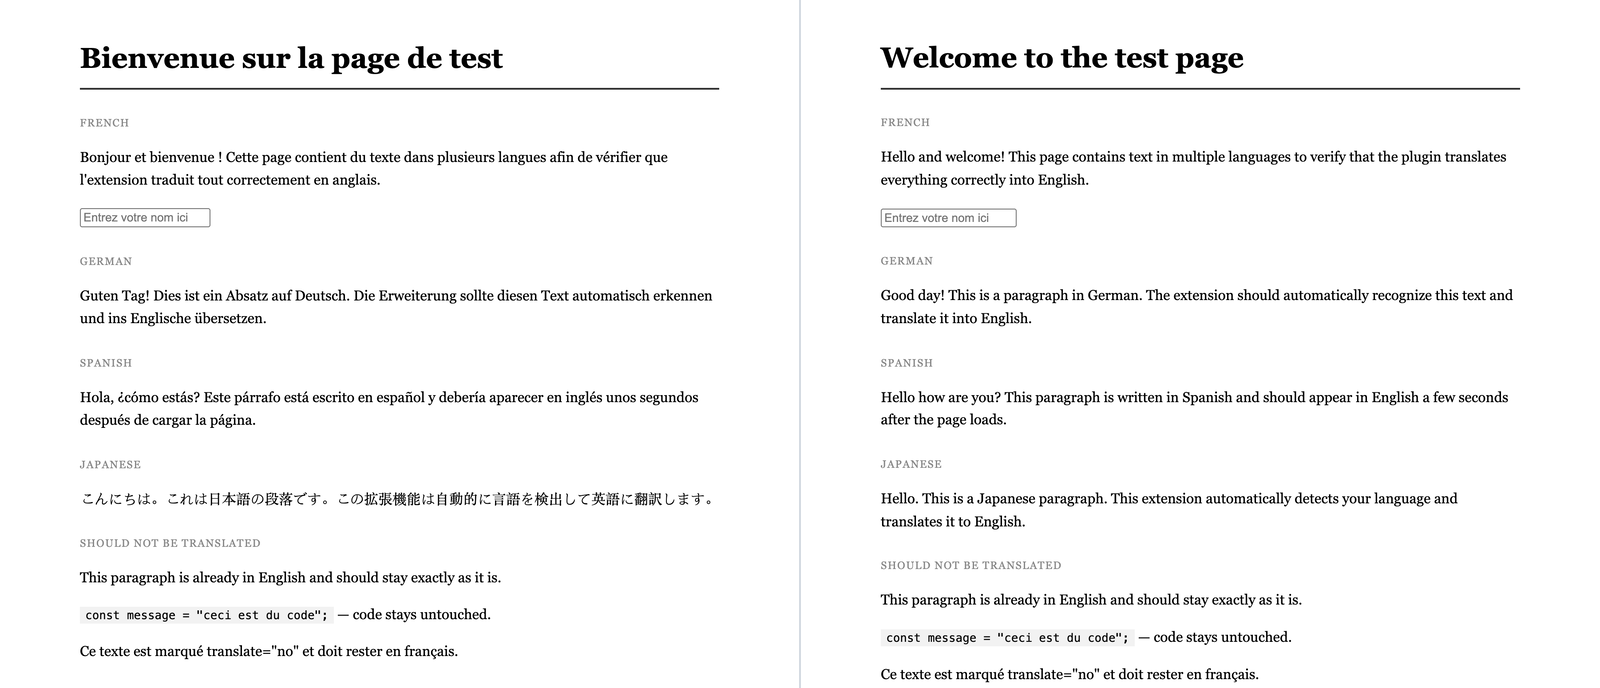 Bienvenue sur la page de test
FRENCH
Bonjour et bienvenue ! Cette page contient du texte dans plusieurs langues afin de vérifier que
l'extension traduit tout correctement en anglais.
Entrez votre nom ici
GERMAN
Guten Tag! Dies ist ein Absatz auf Deutsch. Die Erweiterung sollte diesen Text automatisch erkennen
und ins Englische übersetzen.
SPANISH
Hola, ¿cómo estás? Este párrafo está escrito en español y debería aparecer en inglés unos segundos
después de cargar la página.
JAPANESE
こんにちは。これは日本語の段落です。この拡張機能は自動的に言語を検出して英語に翻訳します。
SHOULD NOT BE TRANSLATED
This paragraph is already in English and should stay exactly as it is.
const message = "ceci est du code"; — code stays untouched.
Ce texte est marqué translate="no" et doit rester en français.
Welcome to the test page
FRENCH
Hello and welcome! This page contains text in multiple languages to verify that the plugin translates
everything correctly into English.
Entrez votre nom ici
GERMAN
Good day! This is a paragraph in German. The extension should automatically recognize this text and
translate it into English.
SPANISH
Hello how are you? This paragraph is written in Spanish and should appear in English a few seconds
after the page loads.
JAPANESE
Hello. This is a Japanese paragraph. This extension automatically detects your language and
translates it to English.
SHOULD NOT BE TRANSLATED
This paragraph is already in English and should stay exactly as it is.
const message = "ceci est du code"; — code stays untouched.
Ce texte est marqué translate="no" et doit rester en français.